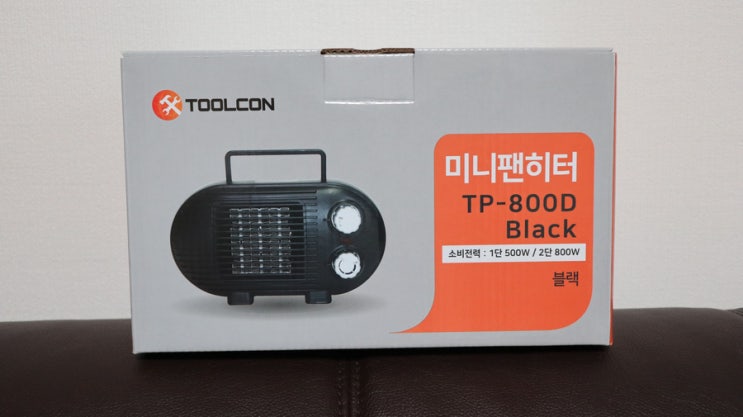 TOOLCON
미니팬히터
TP-800D
Black
소비전력 : 1단 500W / 2단 800W
블랙